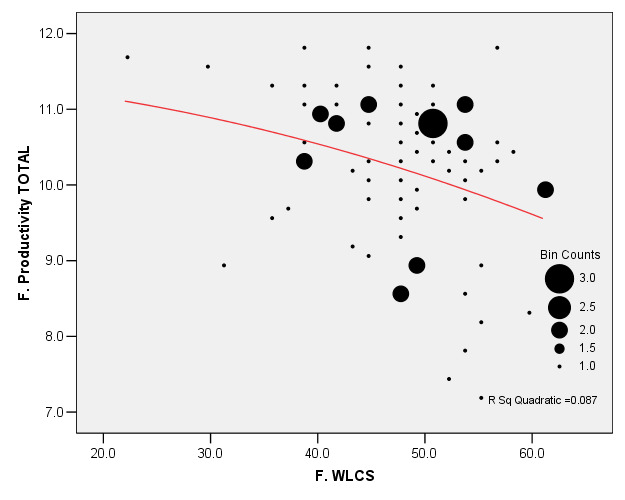 12.0
11.0
10.0
9.0
8.0
7.0
F. Productivity TOTAL
Bin Counts
3.0
2.5
2.0
1.5
1.0
R Sq Quadratic =0.087
20.0 30.0 40.0 50.0 60.0
F. WLCS